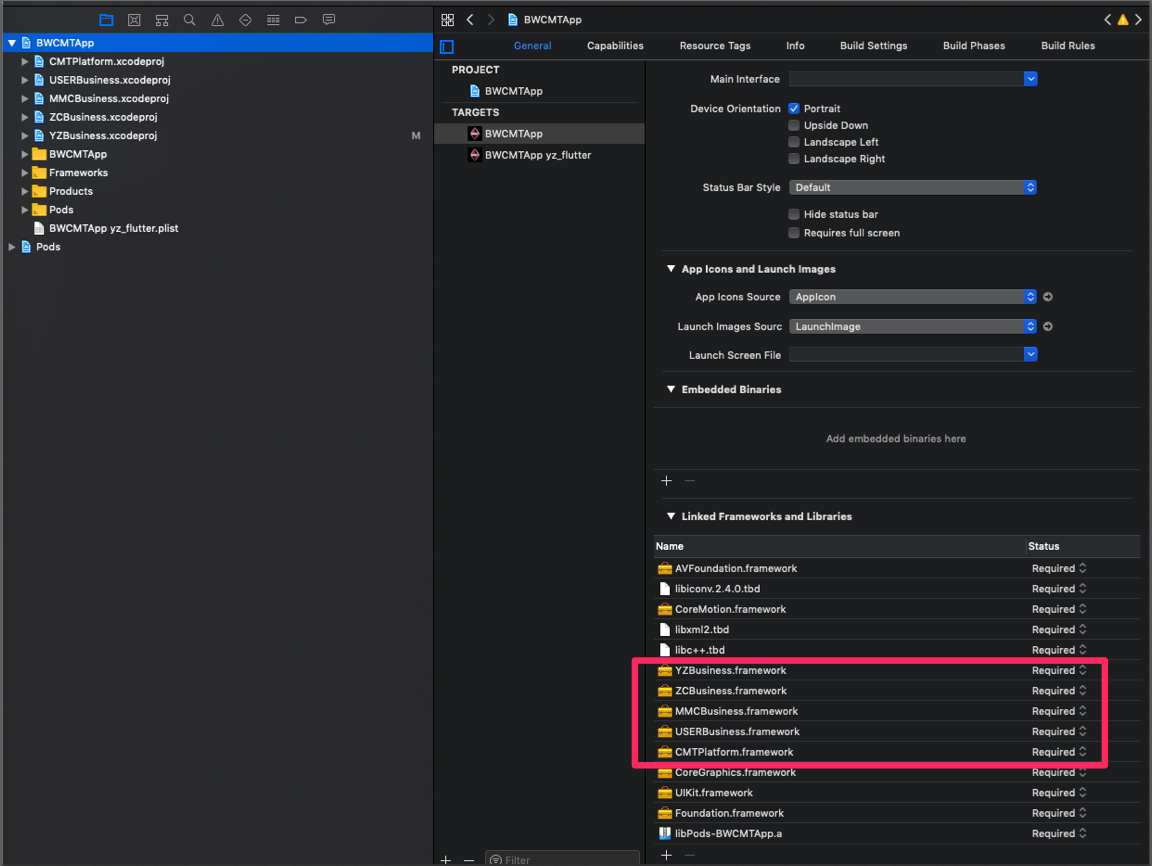 BWCMTApp
BWCMTApp
CMTPlatform.xcodeproj
USERBusiness.xcodeproj
MMCBusiness.xcodeproj
ZCBusiness.xcodeproj
YZBusiness.xcodeproj M
BWCMTApp
Frameworks
Products
Pods
BWCMTApp yz_flutter.plist
Pods
General Capabilities Resource Tags Info Build Settings Build Phases Build Rules
PROJECT
BWCMTApp
TARGETS
BWCMTApp
BWCMTApp yz_flutter
Filter
Main Interface
Device Orientation Portrait
Upside Down
Landscape Left
Landscape Right
Status Bar Style Default
Hide status bar
Requires full screen
App Icons and Launch Images
App Icons Source AppIcon
Launch Images Sourc LaunchImage
Launch Screen File
Embedded Binaries
Add embedded binaries here
Linked Frameworks and Libraries
Name Status
AVFoundation.framework Required
libiconv.2.4.0.tbd Required
CoreMotion.framework Required
libxml2.tbd Required
libc++.tbd Required
YZBusiness.framework Required
ZCBusiness.framework Required
MMCBusiness.framework Required
USERBusiness.framework Required
CMTPlatform.framework Required
CoreGraphics.framework Required
UIKit.framework Required
Foundation.framework Required
libPods-BWCMTApp.a Required